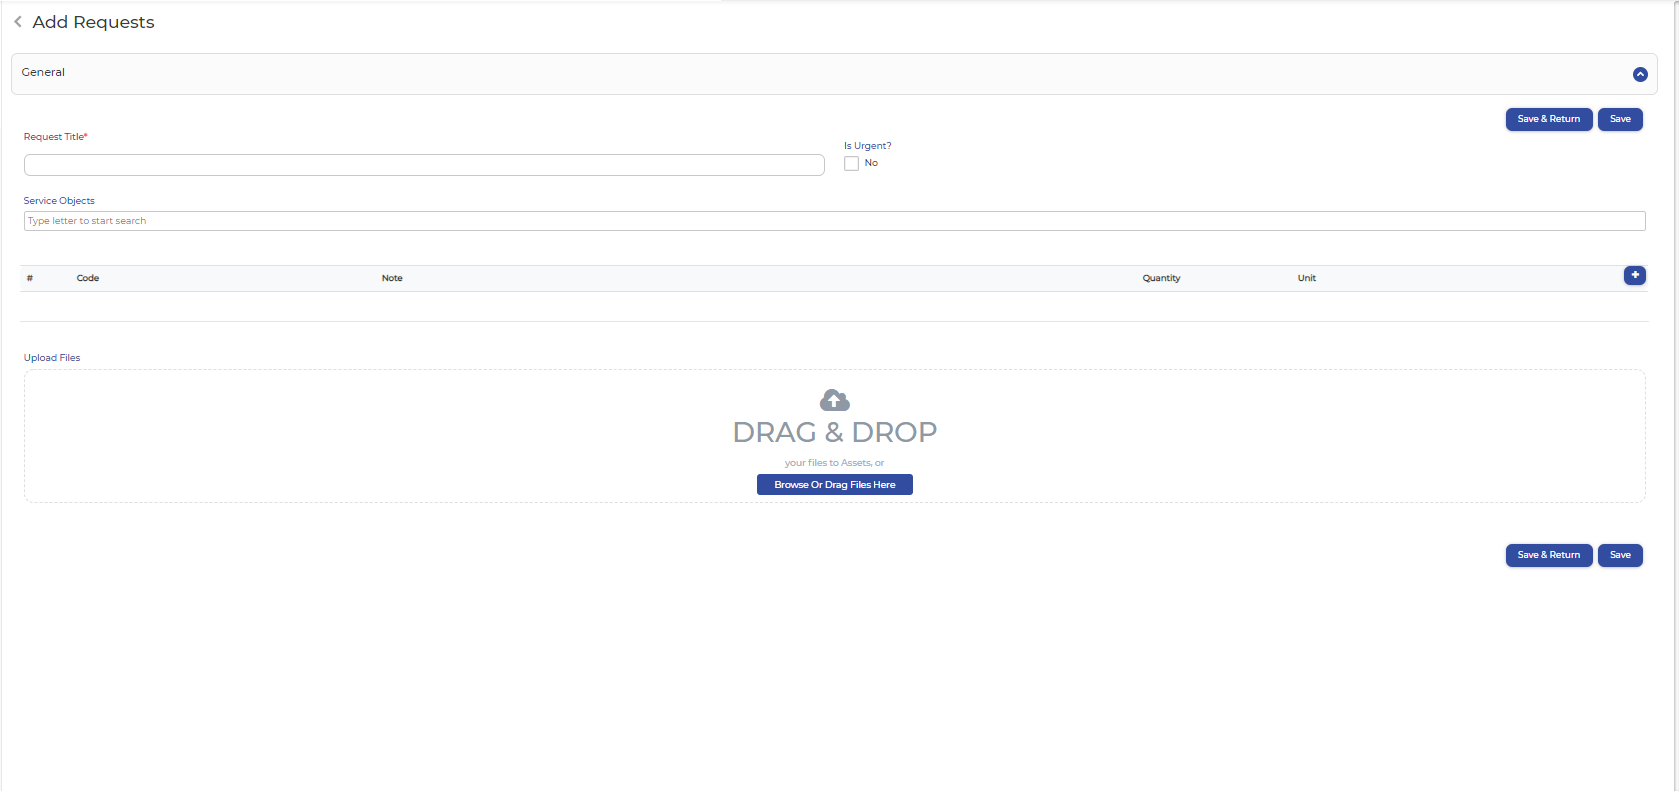 Add Requests
General
Save & Return Save
Request Title*
Is Urgent?
No
Service Objects
Type letter to start search
# Code Note Quantity Unit
Upload Files
DRAG & DROP
your files to Assets, or
Browse Or Drag Files Here
Save & Return Save